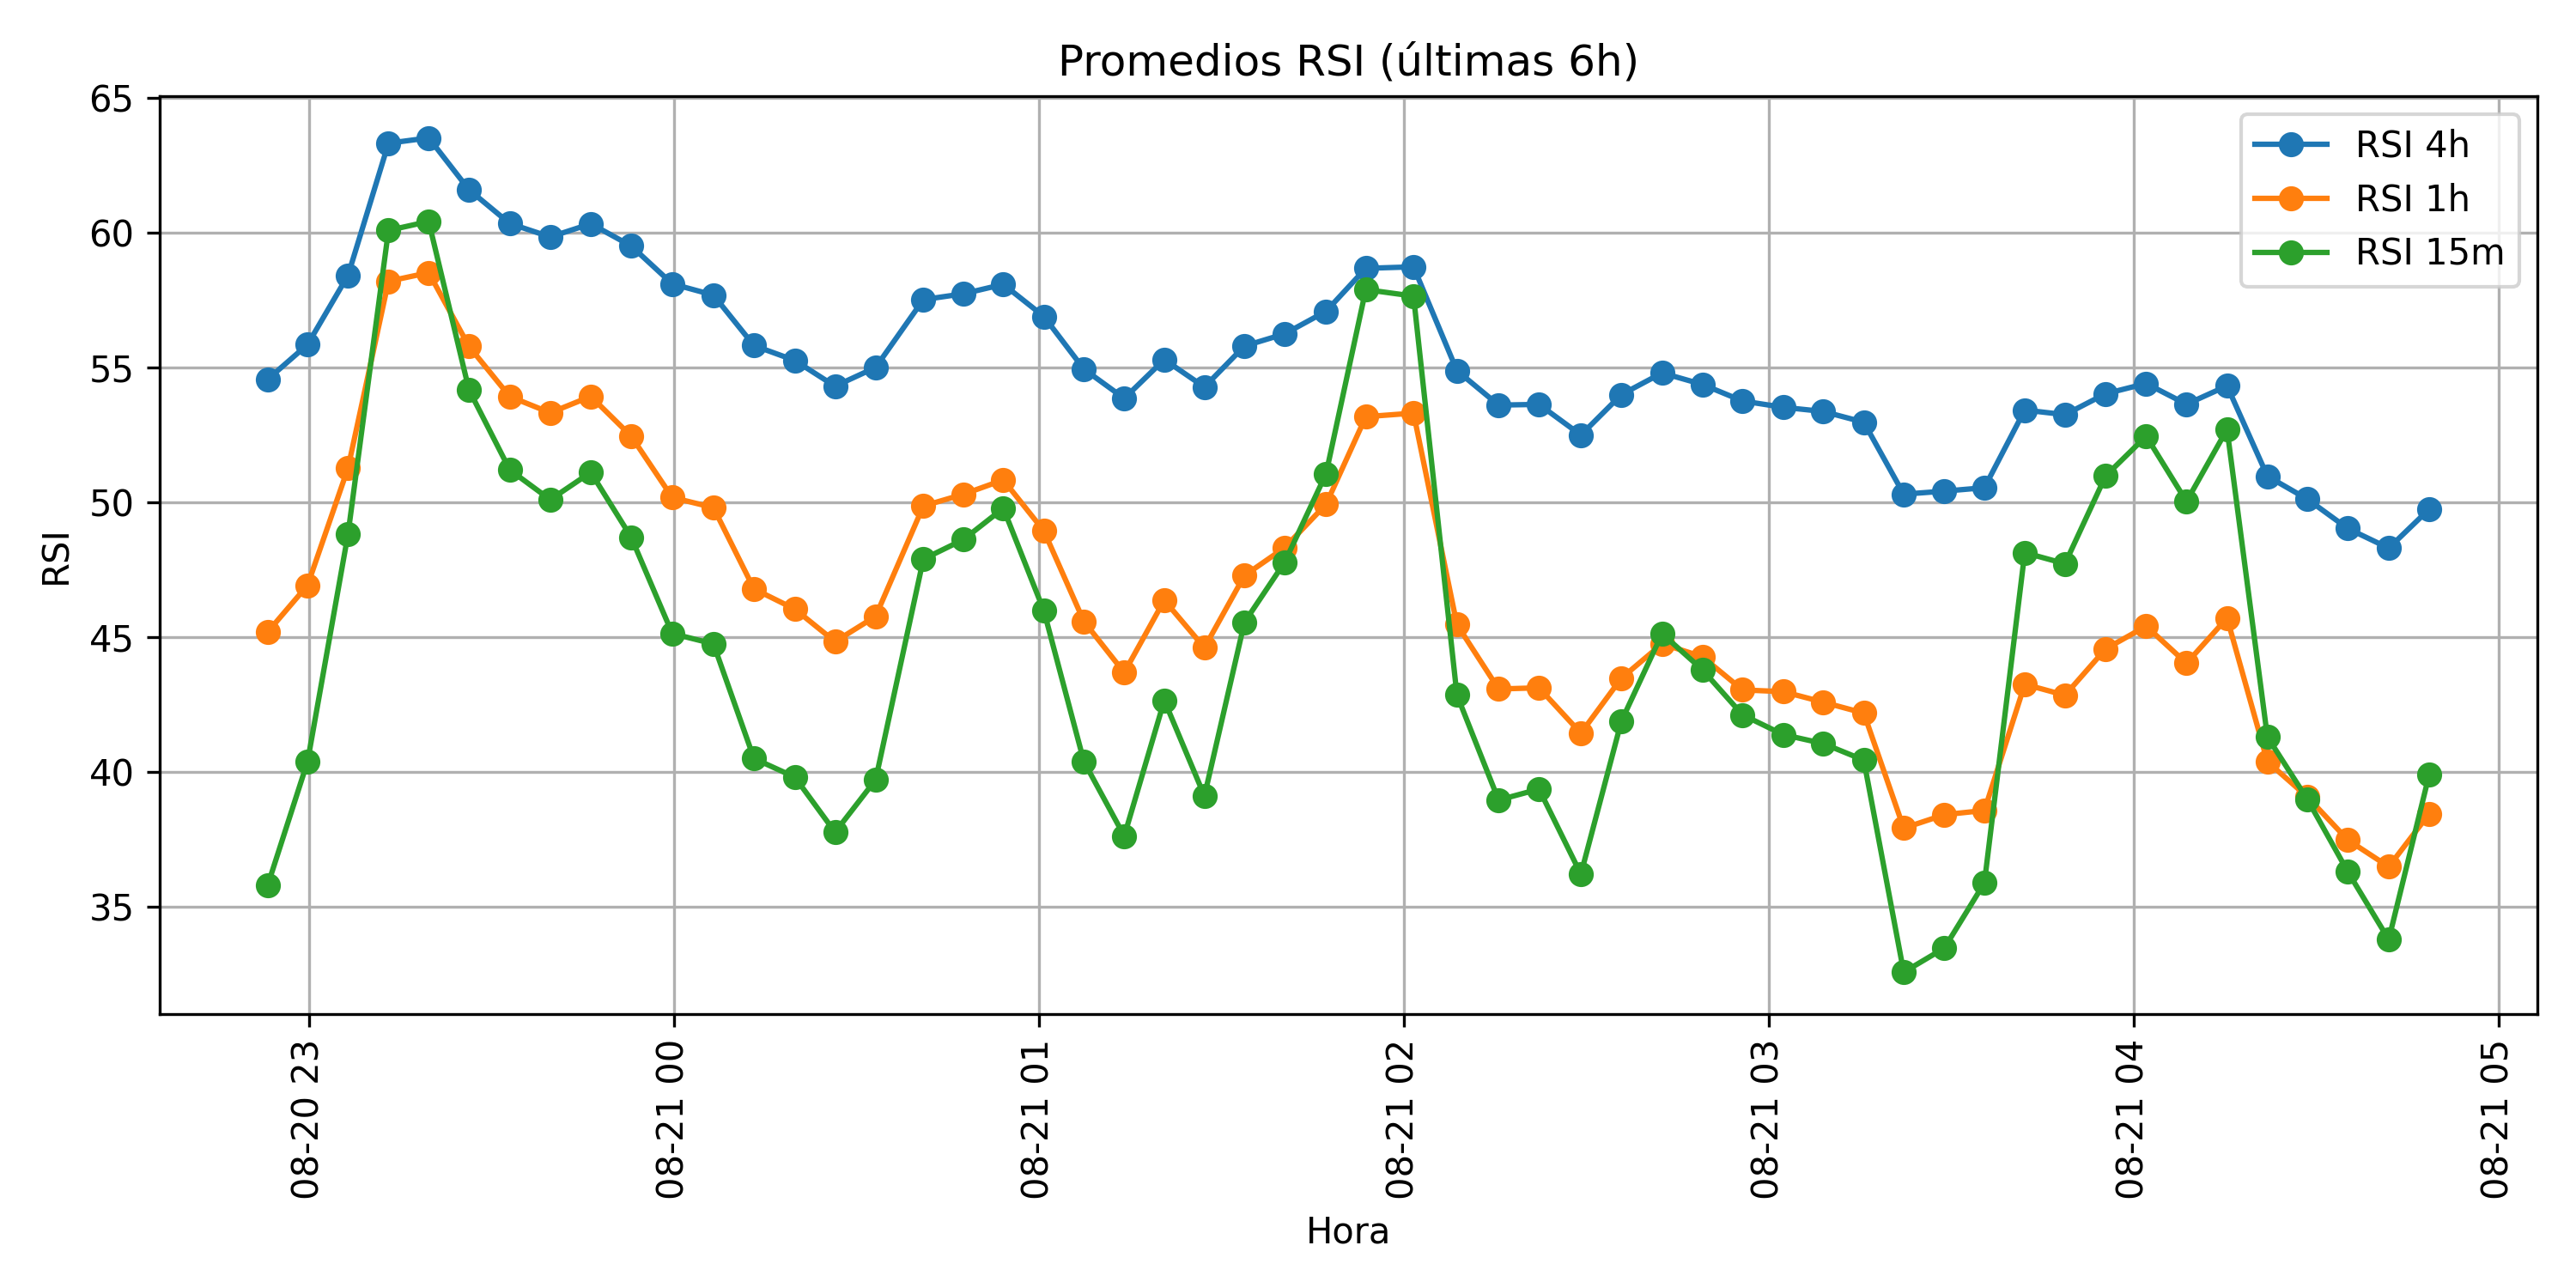 Promedios RSI (últimas 6h)
RSI 4h
RSI 1h
RSI 15m
RSI
65
60
55
50
45
40
35
08-20 23
08-21 00
08-21 01
08-21 02
08-21 03
08-21 04
08-21 05
Hora